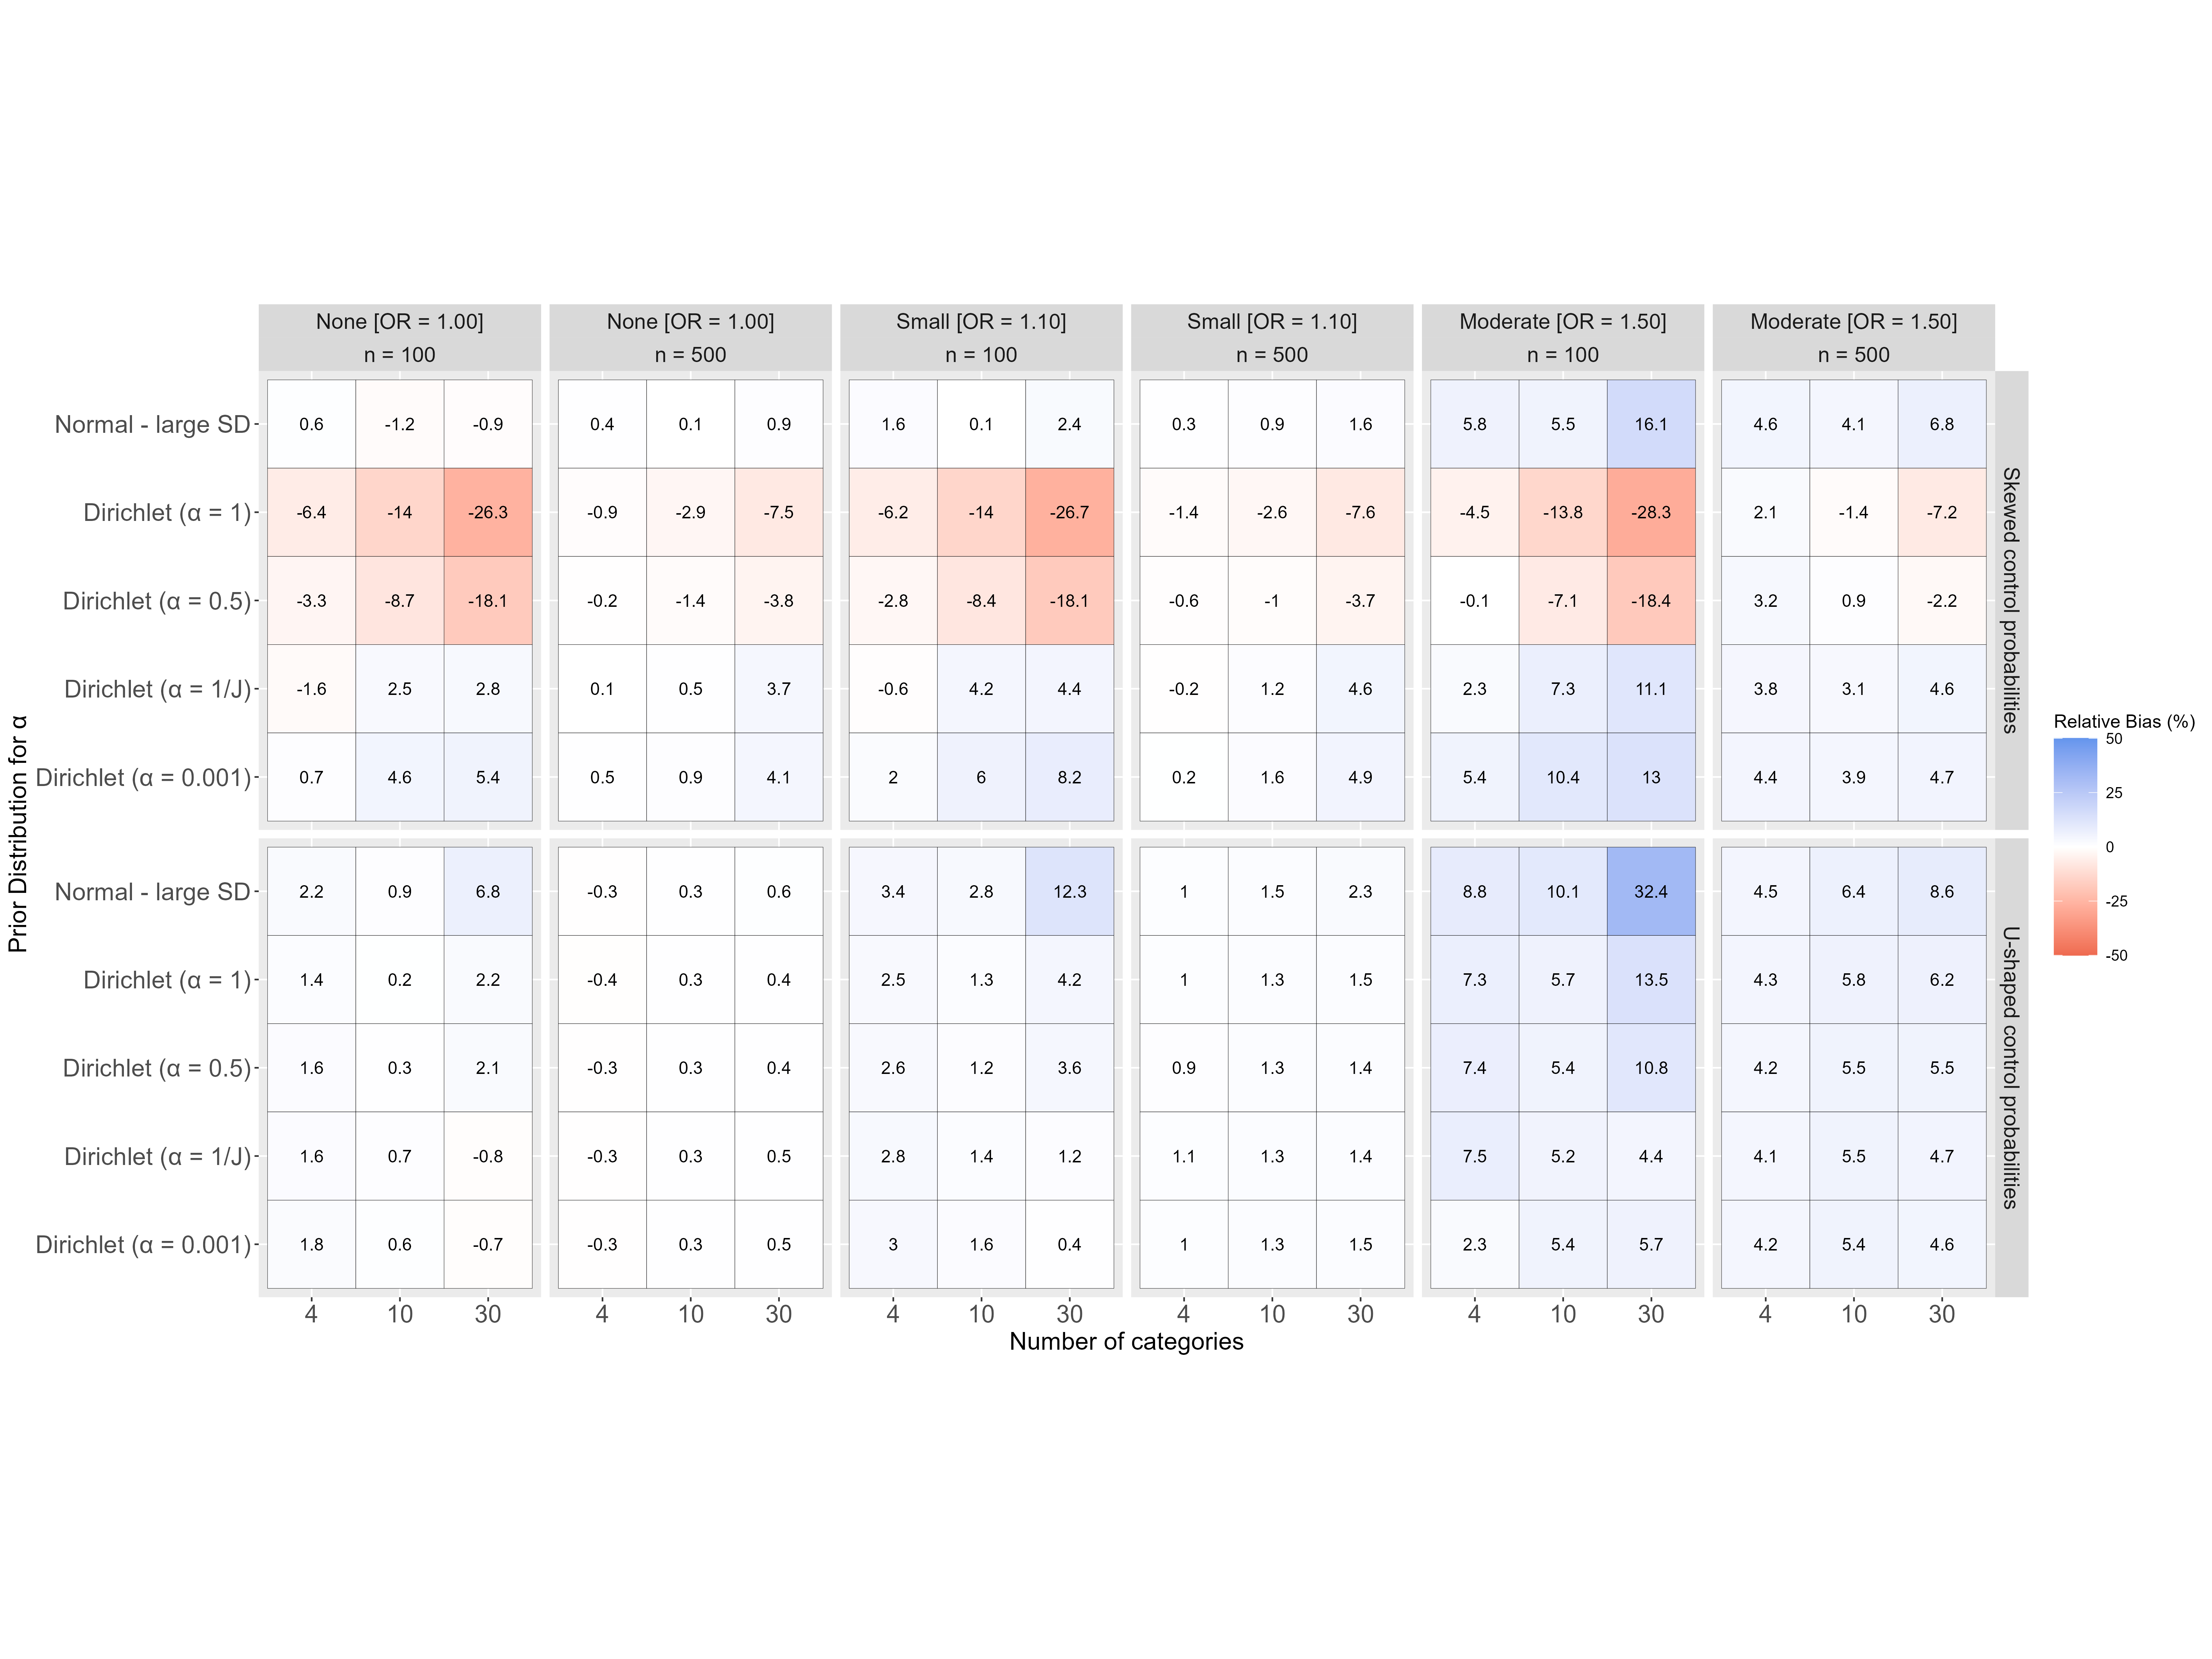 None [OR = 1.00] None [OR = 1.00] Small [OR = 1.10] Small [OR = 1.10] Moderate [OR = 1.50] Moderate [OR = 1.50]
n = 100 n = 500 n = 100 n = 500 n = 100 n = 500
Normal - large SD 0.6 -1.2 -0.9 0.4 0.1 0.9 1.6 0.1 2.4 0.3 0.9 1.6 5.8 5.5 16.1 4.6 4.1 6.8
Dirichlet (α = 1) -6.4 -14 -26.3 -0.9 -2.9 -7.5 -6.2 -14 -26.7 -1.4 -2.6 -7.6 -4.5 -13.8 -28.3 2.1 -1.4 -7.2
Dirichlet (α = 0.5) -3.3 -8.7 -18.1 -0.2 -1.4 -3.8 -2.8 -8.4 -18.1 -0.6 -1 -3.7 -0.1 -7.1 -18.4 3.2 0.9 -2.2
Dirichlet (α = 1/J) -1.6 2.5 2.8 0.1 0.5 3.7 -0.6 4.2 4.4 -0.2 1.2 4.6 2.3 7.3 11.1 3.8 3.1 4.6
Dirichlet (α = 0.001) 0.7 4.6 5.4 0.5 0.9 4.1 2 6 8.2 0.2 1.6 4.9 5.4 10.4 13 4.4 3.9 4.7
Skewed control probabilities
Normal - large SD 2.2 0.9 6.8 -0.3 0.3 0.6 3.4 2.8 12.3 1 1.5 2.3 8.8 10.1 32.4 4.5 6.4 8.6
Dirichlet (α = 1) 1.4 0.2 2.2 -0.4 0.3 0.4 2.5 1.3 4.2 1 1.3 1.5 7.3 5.7 13.5 4.3 5.8 6.2
Dirichlet (α = 0.5) 1.6 0.3 2.1 -0.3 0.3 0.4 2.6 1.2 3.6 0.9 1.3 1.4 7.4 5.4 10.8 4.2 5.5 5.5
Dirichlet (α = 1/J) 1.6 0.7 -0.8 -0.3 0.3 0.5 2.8 1.4 1.2 1.1 1.3 1.4 7.5 5.2 4.4 4.1 5.5 4.7
Dirichlet (α = 0.001) 1.8 0.6 -0.7 -0.3 0.3 0.5 3 1.6 0.4 1 1.3 1.5 2.3 5.4 5.7 4.2 5.4 4.6
U-shaped control probabilities
4 10 30 4 10 30 4 10 30 4 10 30 4 10 30 4 10 30
Number of categories
Prior Distribution for α
Relative Bias (%)
50
25
0
-25
-50